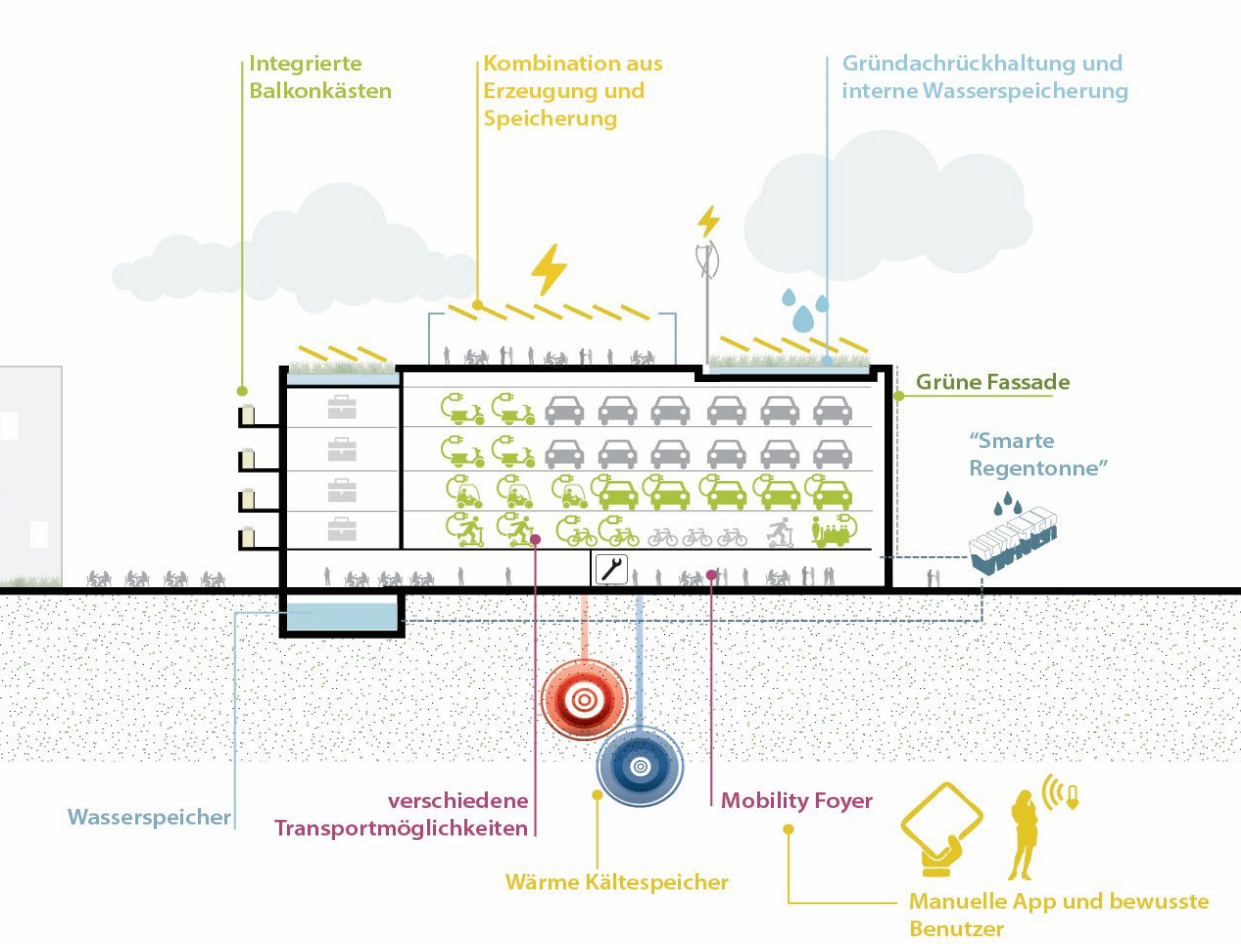 Integrierte
Balkonkästen
Kombination aus
Erzeugung und
Speicherung
Gründachrückhaltung und
interne Wasserspeicherung
Grüne Fassade
“Smarte
Regentonne”
Wasserspeicher
verschiedene
Transportmöglichkeiten
Mobility Foyer
Wärme Kältespeicher
Manuelle App und bewusste
Benutzer